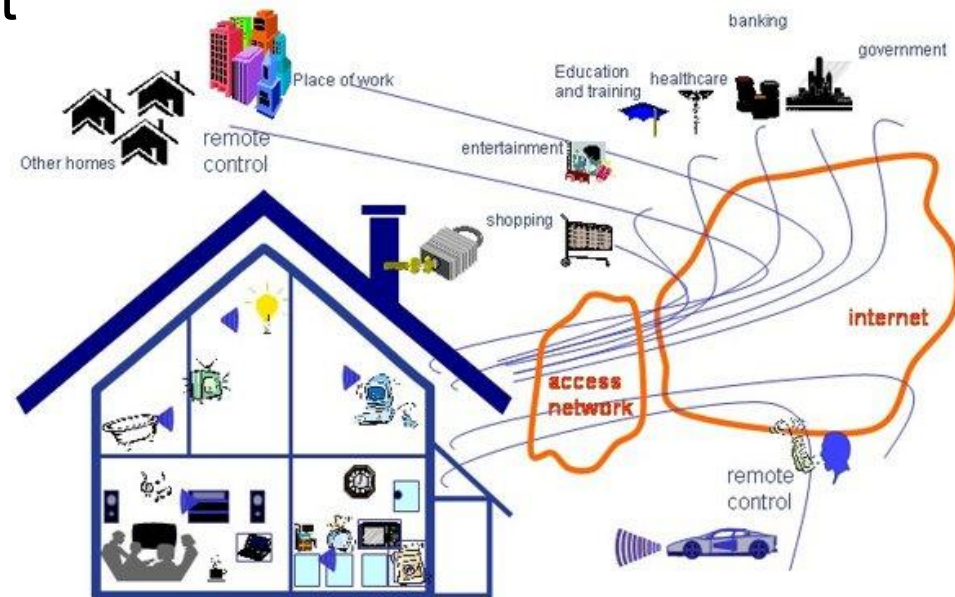 t
banking
government
Place of work
Education
and training
healthcare
Other homes
remote
control
entertainment
shopping
internet
access
network
remote
control